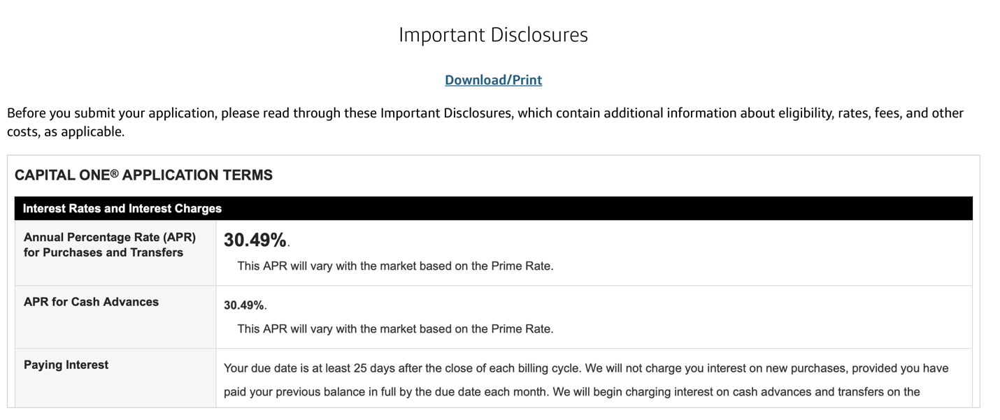 Important Disclosures
Download/Print
Before you submit your application, please read through these Important Disclosures, which contain additional information about eligibility, rates, fees, and other
costs, as applicable.
CAPITAL ONE® APPLICATION TERMS
Interest Rates and Interest Charges
Annual Percentage Rate (APR)
for Purchases and Transfers
30.49%.
This APR will vary with the market based on the Prime Rate.
APR for Cash Advances
30.49%.
This APR will vary with the market based on the Prime Rate.
Paying Interest
Your due date is at least 25 days after the close of each billing cycle. We will not charge you interest on new purchases, provided you have
paid your previous balance in full by the due date each month. We will begin charging interest on cash advances and transfers on the